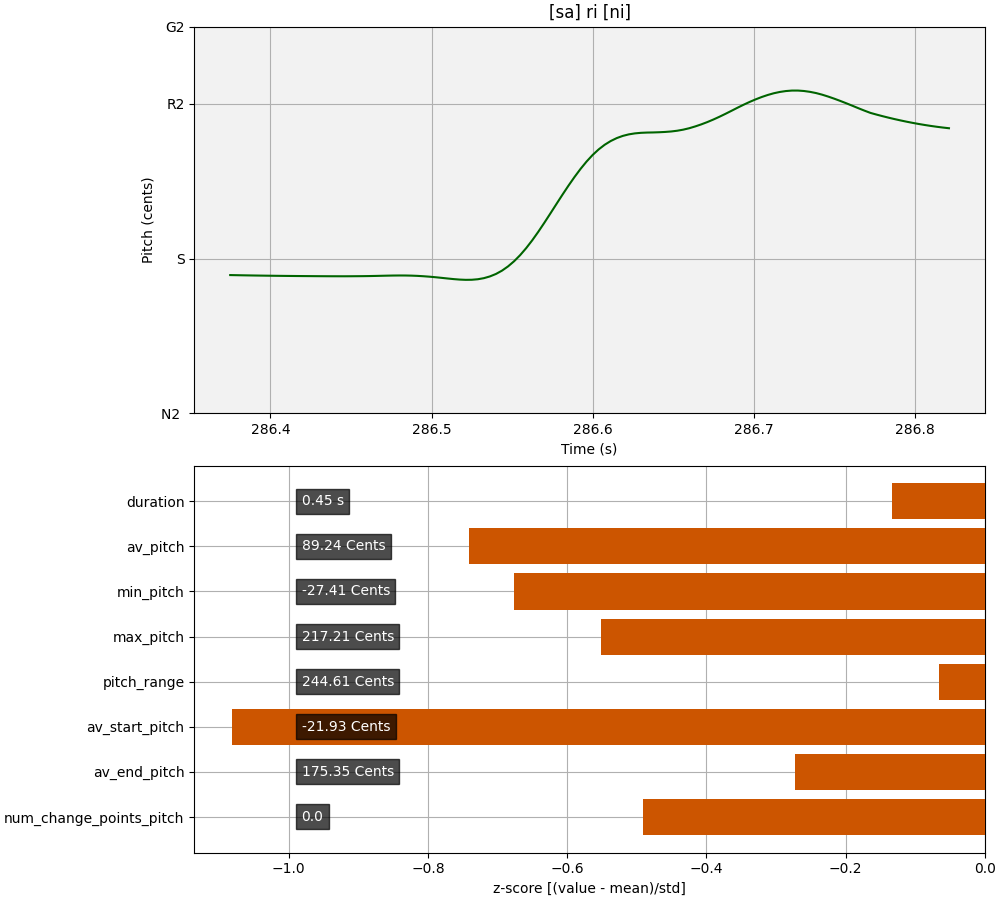 [sa] ri [ni]
G2
R2
S
N2
Pitch (cents)
286.4 286.5 286.6 286.7 286.8
Time (s)
duration 0.45 s
av_pitch 89.24 Cents
min_pitch -27.41 Cents
max_pitch 217.21 Cents
pitch_range 244.61 Cents
av_start_pitch -21.93 Cents
av_end_pitch 175.35 Cents
num_change_points_pitch 0.0
−1.0 −0.8 −0.6 −0.4 −0.2 0.0
z-score [(value - mean)/std]